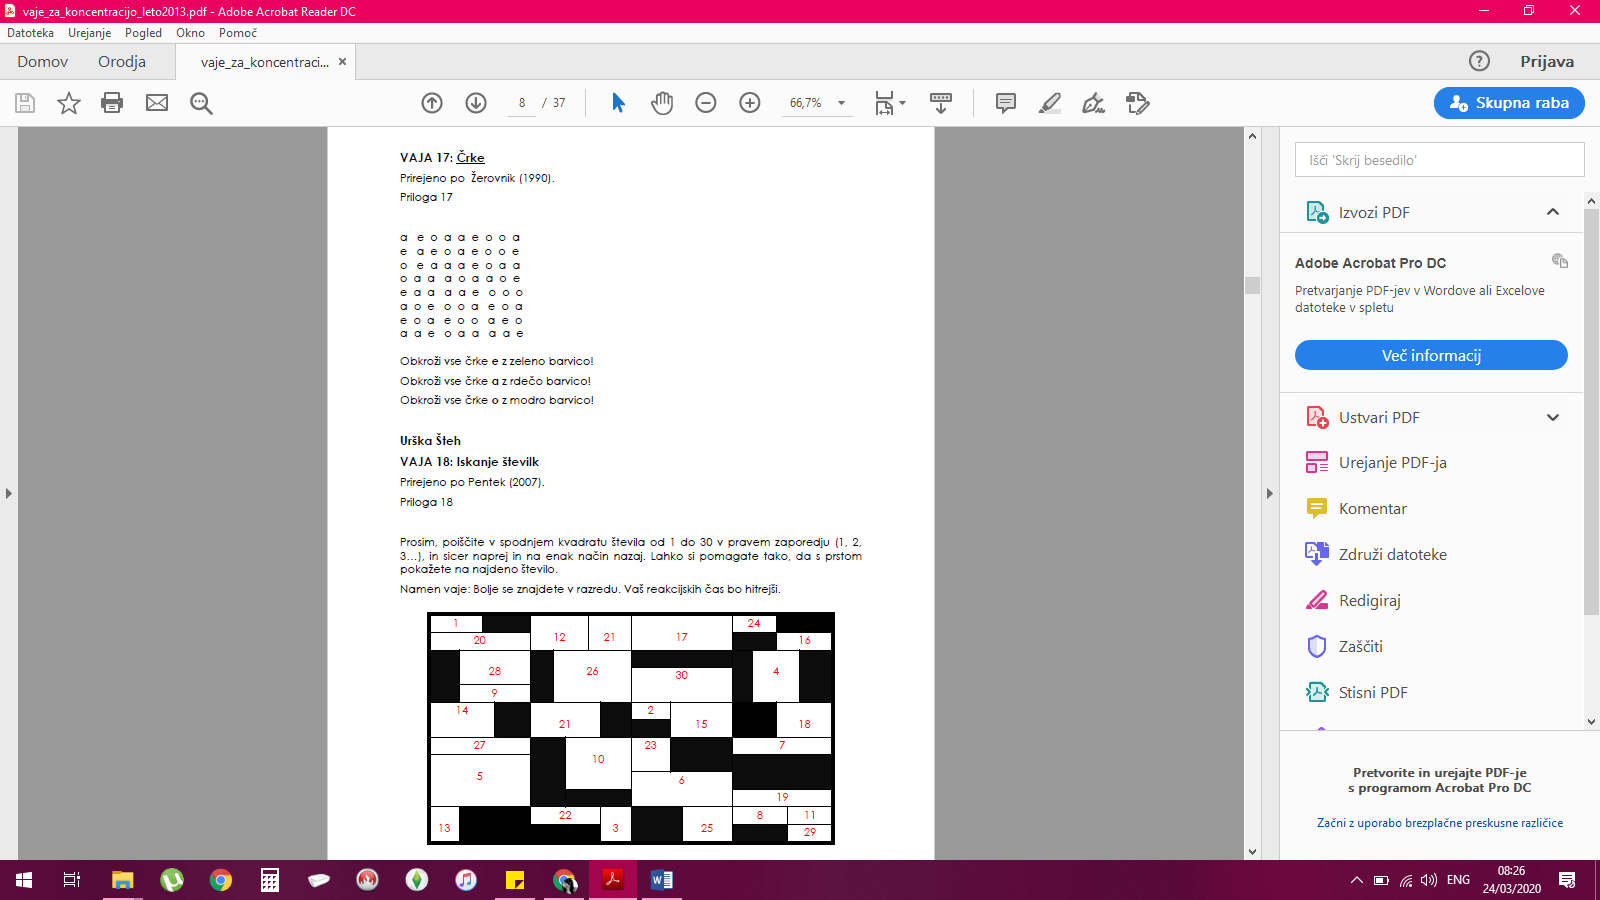 vaje_za_koncentracijo_leto2013.pdf - Adobe Acrobat Reader DC
Datoteka Urejanje Pogled Okno Pomoč
Domov Orodja vaje_za_koncentraci... ×
Prijava
8 / 37
66,7%
Skupna raba
VAJA 17: Črke
Prirejeno po Žerovnik (1990).
Priloga 17
a e o a a e o o a
e a e o a e o o e
o e a a a e o a a
o a a a o a a o e
e a a a a e o o o
a o e o o a e o a
e o a e o o a e o
a a e o a a a a e
Obkroži vse črke e z zeleno barvico!
Obkroži vse črke a z rdečo barvico!
Obkroži vse črke o z modro barvico!
Urška Šteh
VAJA 18: Iskanje številk
Prirejeno po Pentek (2007).
Priloga 18
Prosim, poiščite v spodnjem kvadratu števila od 1 do 30 v pravem zaporedju (1, 2,
3...), in sicer naprej in na enak način nazaj. Lahko si pomagate tako, da s prstom
pokažete na najdeno število.
Namen vaje: Bolje se znajdete v razredu. Vaš reakcijskih čas bo hitrejši.
1 24
20 12 21 17 16
28 26 30 4
9
14 2
21 15 18
27 23 7
10
5 6
19
22 8 11
13 3 25 29
Išči 'Skrij besedilo'
Izvozi PDF
Adobe Acrobat Pro DC
Pretvarjanje PDF-jev v Wordove ali Excelove
datoteke v spletu
Več informacij
Ustvari PDF
Urejanje PDF-ja
Komentar
Združi datoteke
Redigiraj
Zaščiti
Stisni PDF
Pretvorite in urejajte PDF-je
s programom Acrobat Pro DC
Začni z uporabo brezplačne preskusne različice
ENG
08:26
24/03/2020